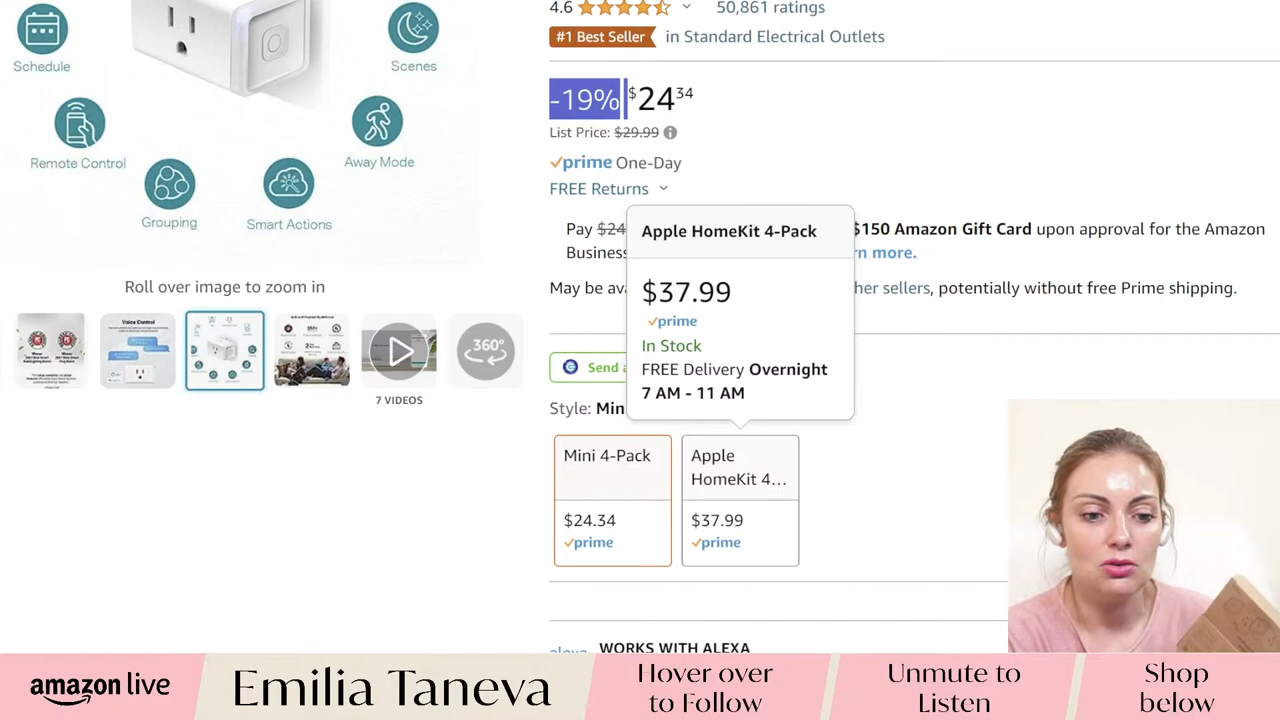 4.6
50,861 ratings
#1 Best Seller in Standard Electrical Outlets
-19% $24 34
List Price: $29.99
prime One-Day
FREE Returns
Pay $24
$150 Amazon Gift Card upon approval for the Amazon
Business
rn more.
May be ava
her sellers, potentially without free Prime shipping.
Apple HomeKit 4-Pack
$37.99
prime
In Stock
FREE Delivery Overnight
7 AM - 11 AM
Send a
Style: Min
Mini 4-Pack
$24.34
prime
Apple
HomeKit 4...
$37.99
prime
alexa
WORKS WITH ALEXA
Schedule
Scenes
Remote Control
Away Mode
Grouping
Smart Actions
Roll over image to zoom in
Voice Control
360°
7 VIDEOS
amazon live
Emilia Taneva
Hover over
to Follow
Unmute to
Listen
Shop
below